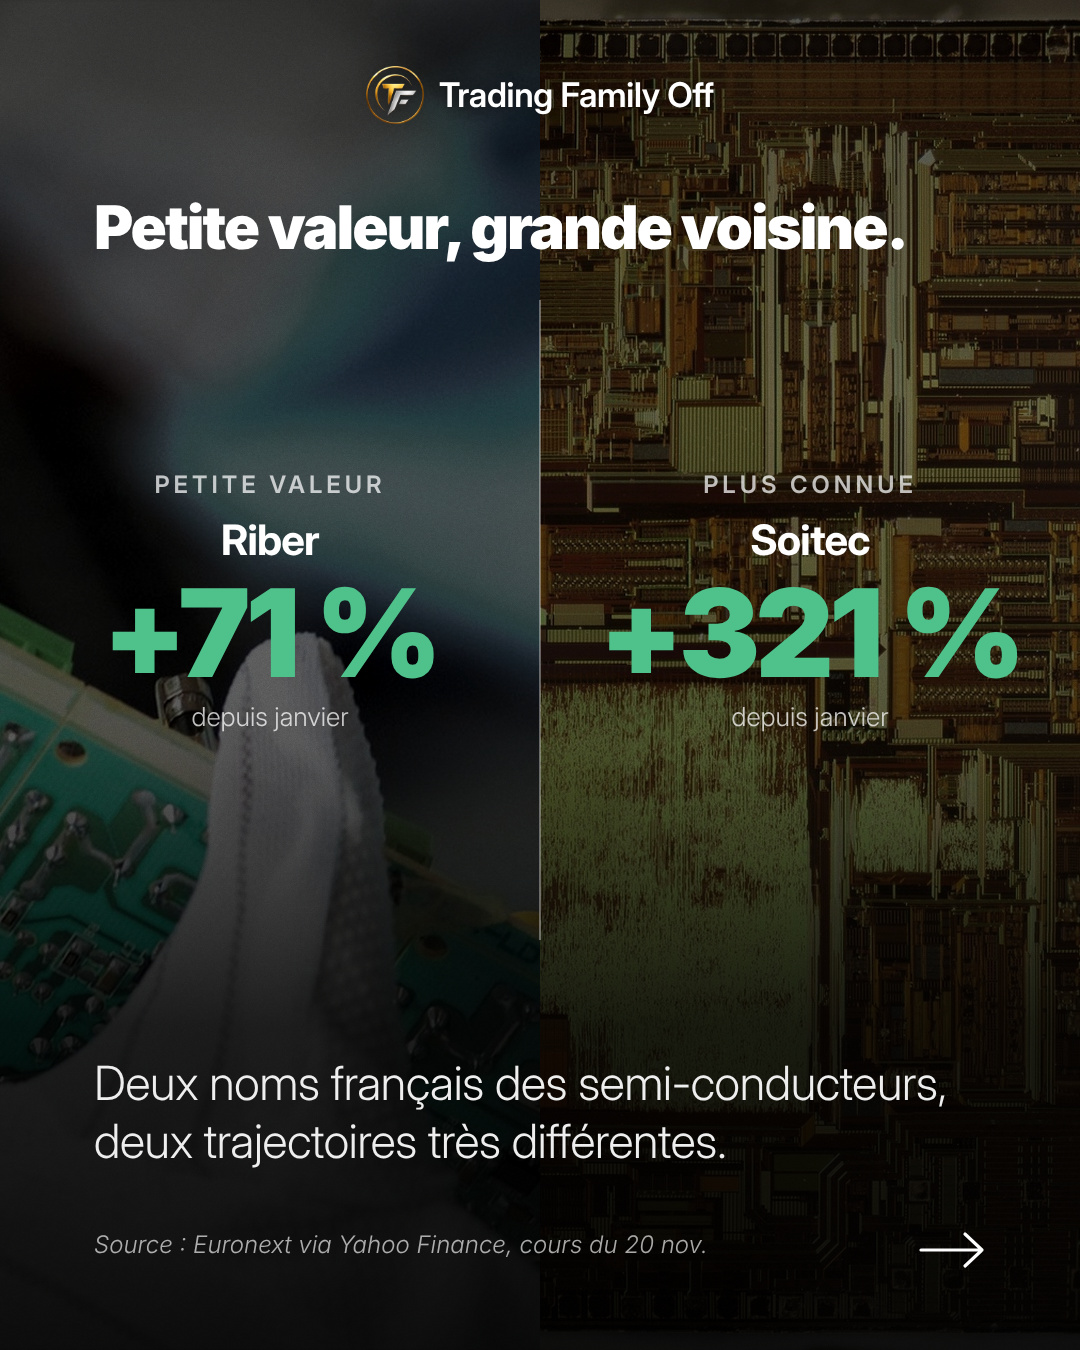 Trading Family Off
Petite valeur, grande voisine.
PETITE VALEUR
Riber
+71 %
depuis janvier
PLUS CONNUE
Soitec
+321 %
depuis janvier
Deux noms français des semi-conducteurs,
deux trajectoires très différentes.
Source : Euronext via Yahoo Finance, cours du 20 nov.